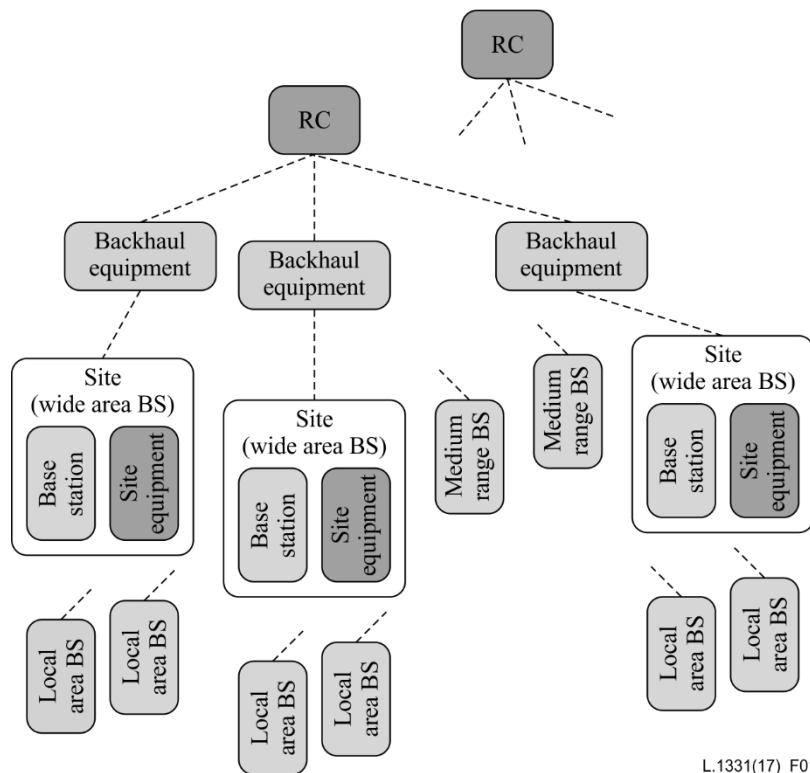 RC
RC
Backhaul
equipment
Backhaul
equipment
Backhaul
equipment
Site
(wide area BS)
Base
station
Site
equipment
Site
(wide area BS)
Base
station
Site
equipment
Medium
range BS
Medium
range BS
Site
(wide area BS)
Base
station
Site
equipment
Local
area BS
Local
area BS
Local
area BS
Local
area BS
Local
area BS
Local
area BS
L.1331(17)_F0